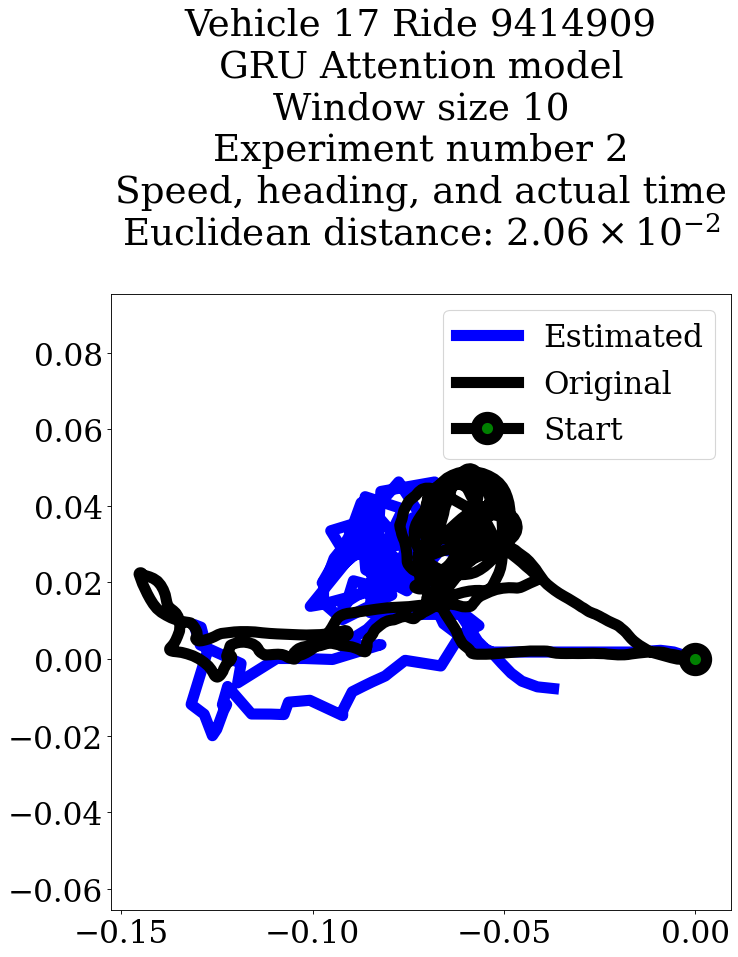 Vehicle 17 Ride 9414909
GRU Attention model
Window size 10
Experiment number 2
Speed, heading, and actual time
Euclidean distance: 2.06 × 10⁻²
Estimated
Original
Start
0.08
0.06
0.04
0.02
0.00
−0.02
−0.04
−0.06
−0.15 −0.10 −0.05 0.00